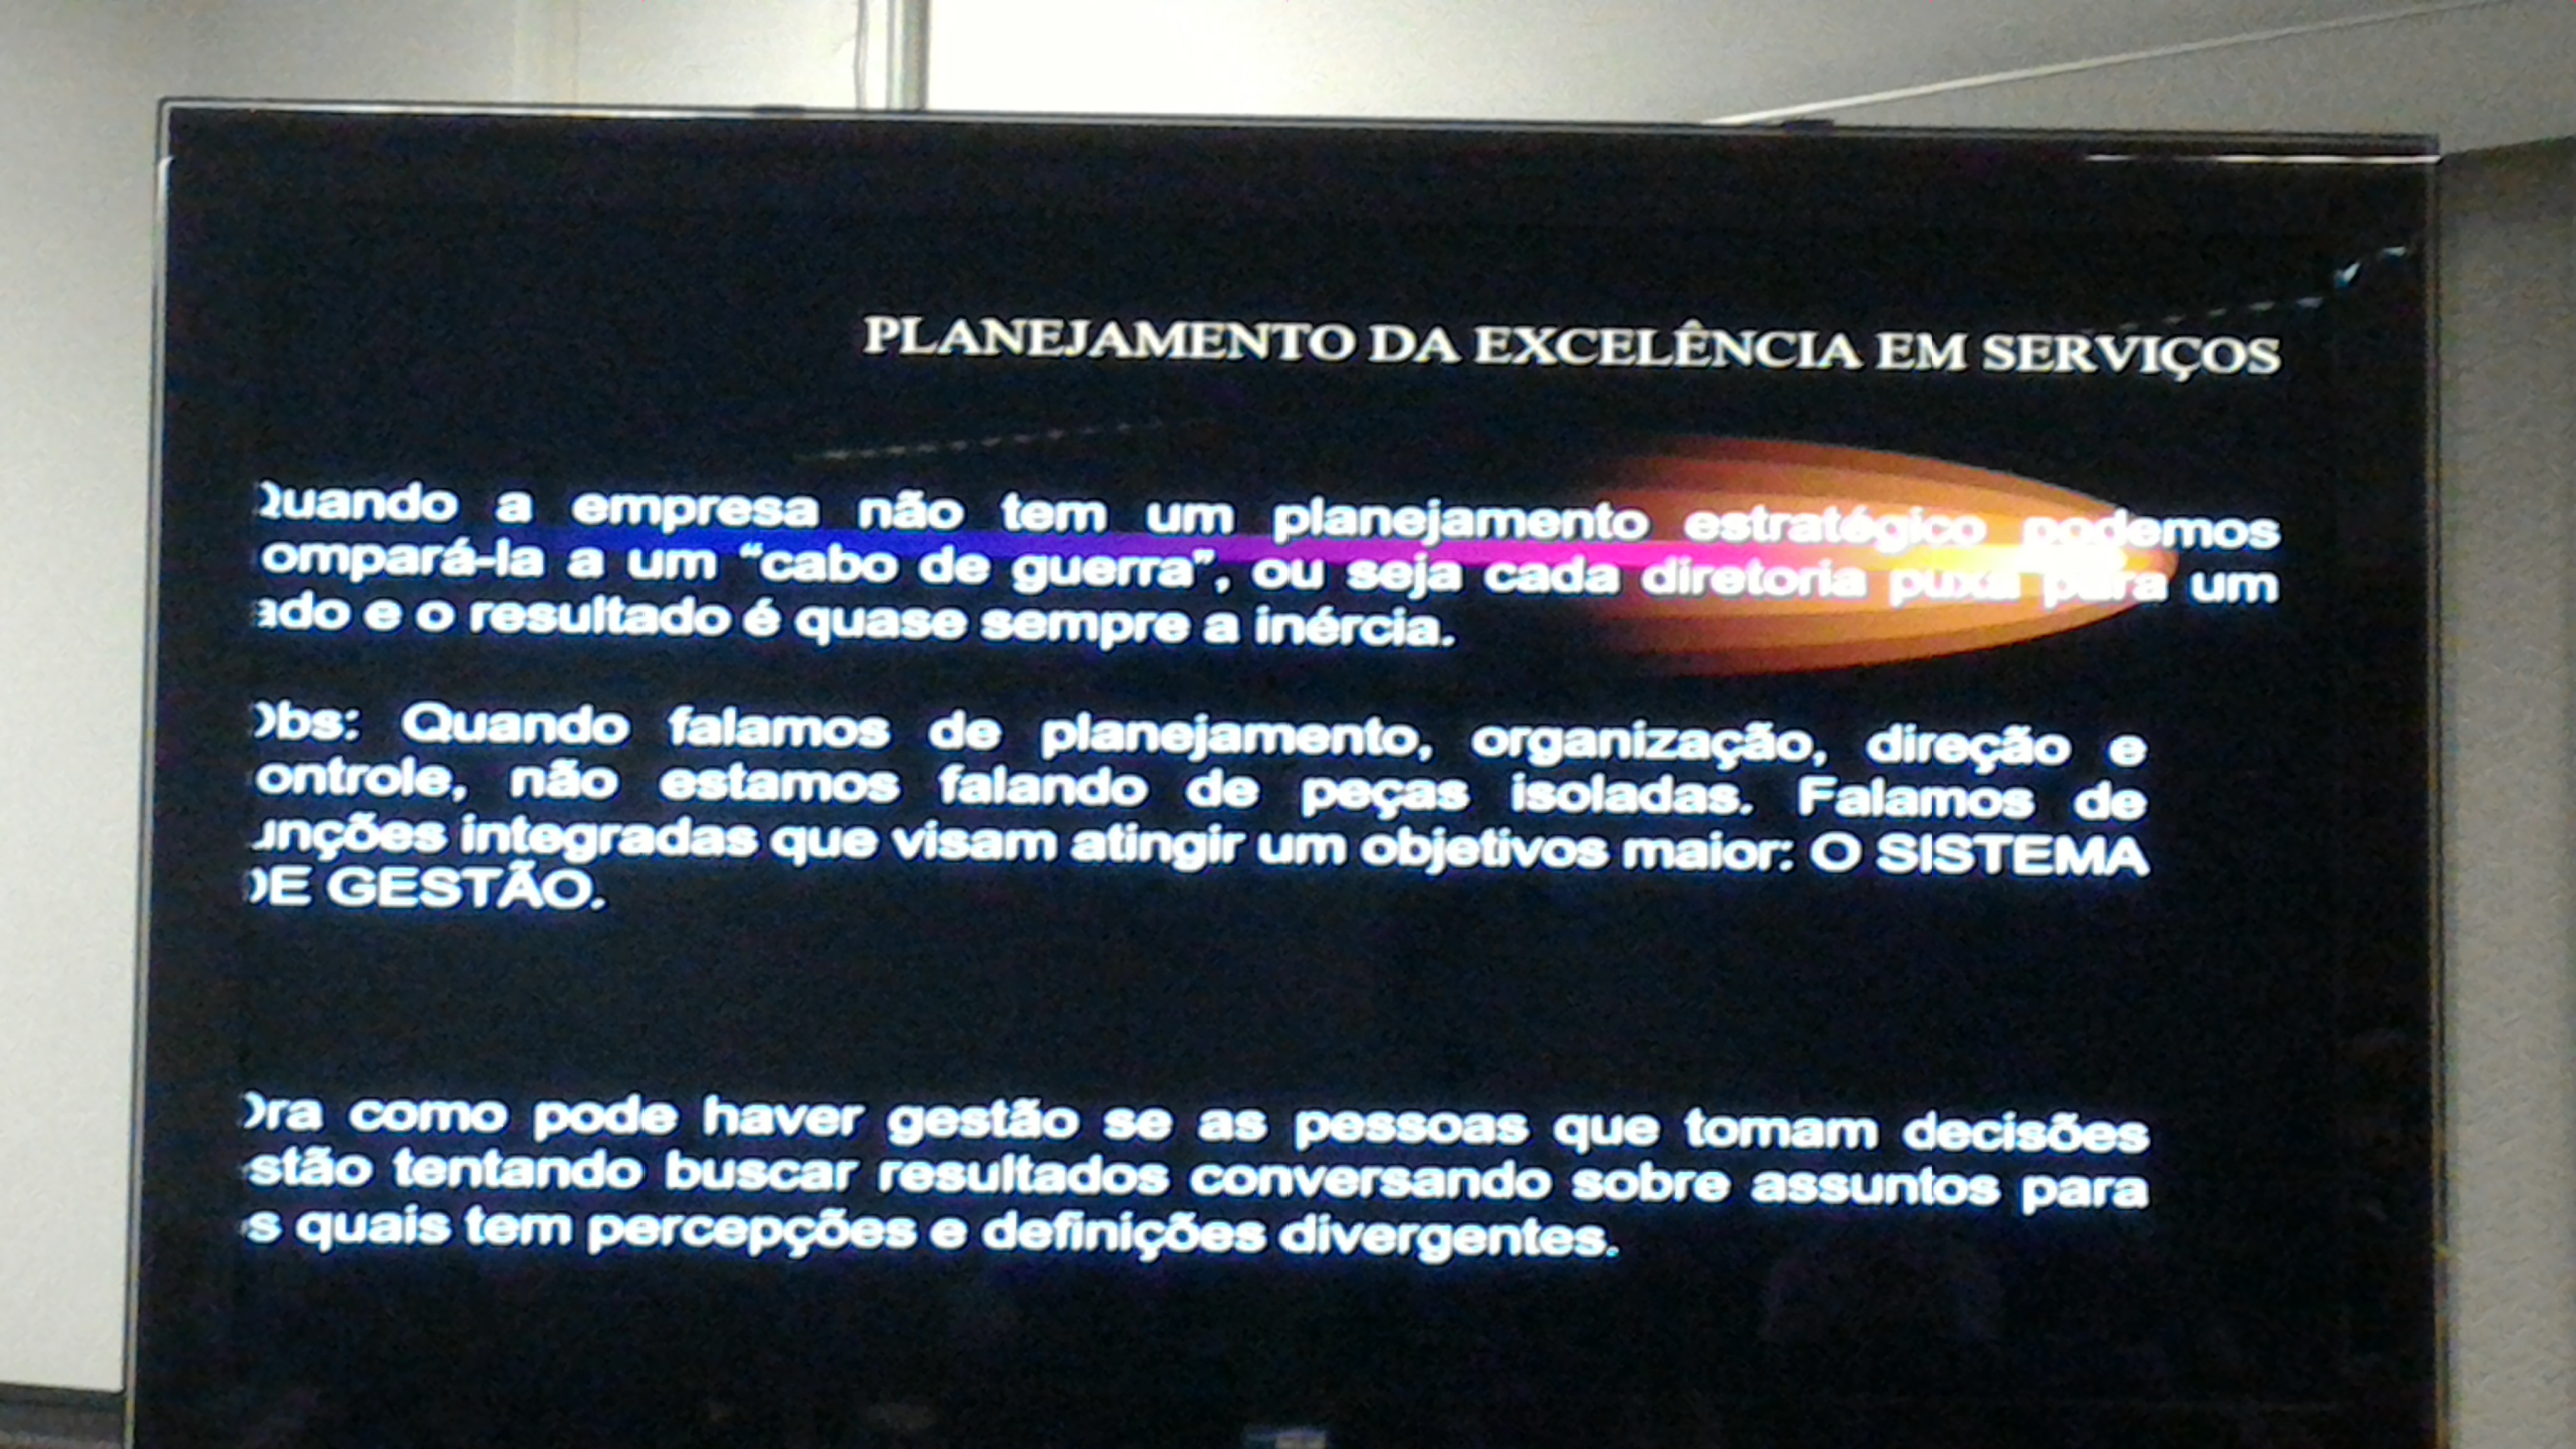 PLANEJAMENTO DA EXCELÊNCIA EM SERVIÇOS
Quando a empresa não tem um planejamento estratégico podemos
ompará-la a um “cabo de guerra”, ou seja cada diretoria puxa para um
ado e o resultado é quase sempre a inércia.
Obs: Quando falamos de planejamento, organização, direção e
ontrole, não estamos falando de peças isoladas. Falamos de
unções integradas que visam atingir um objetivos maior: O SISTEMA
DE GESTÃO.
Ora como pode haver gestão se as pessoas que tomam decisões
stão tentando buscar resultados conversando sobre assuntos para
s quais tem percepções e definições divergentes.